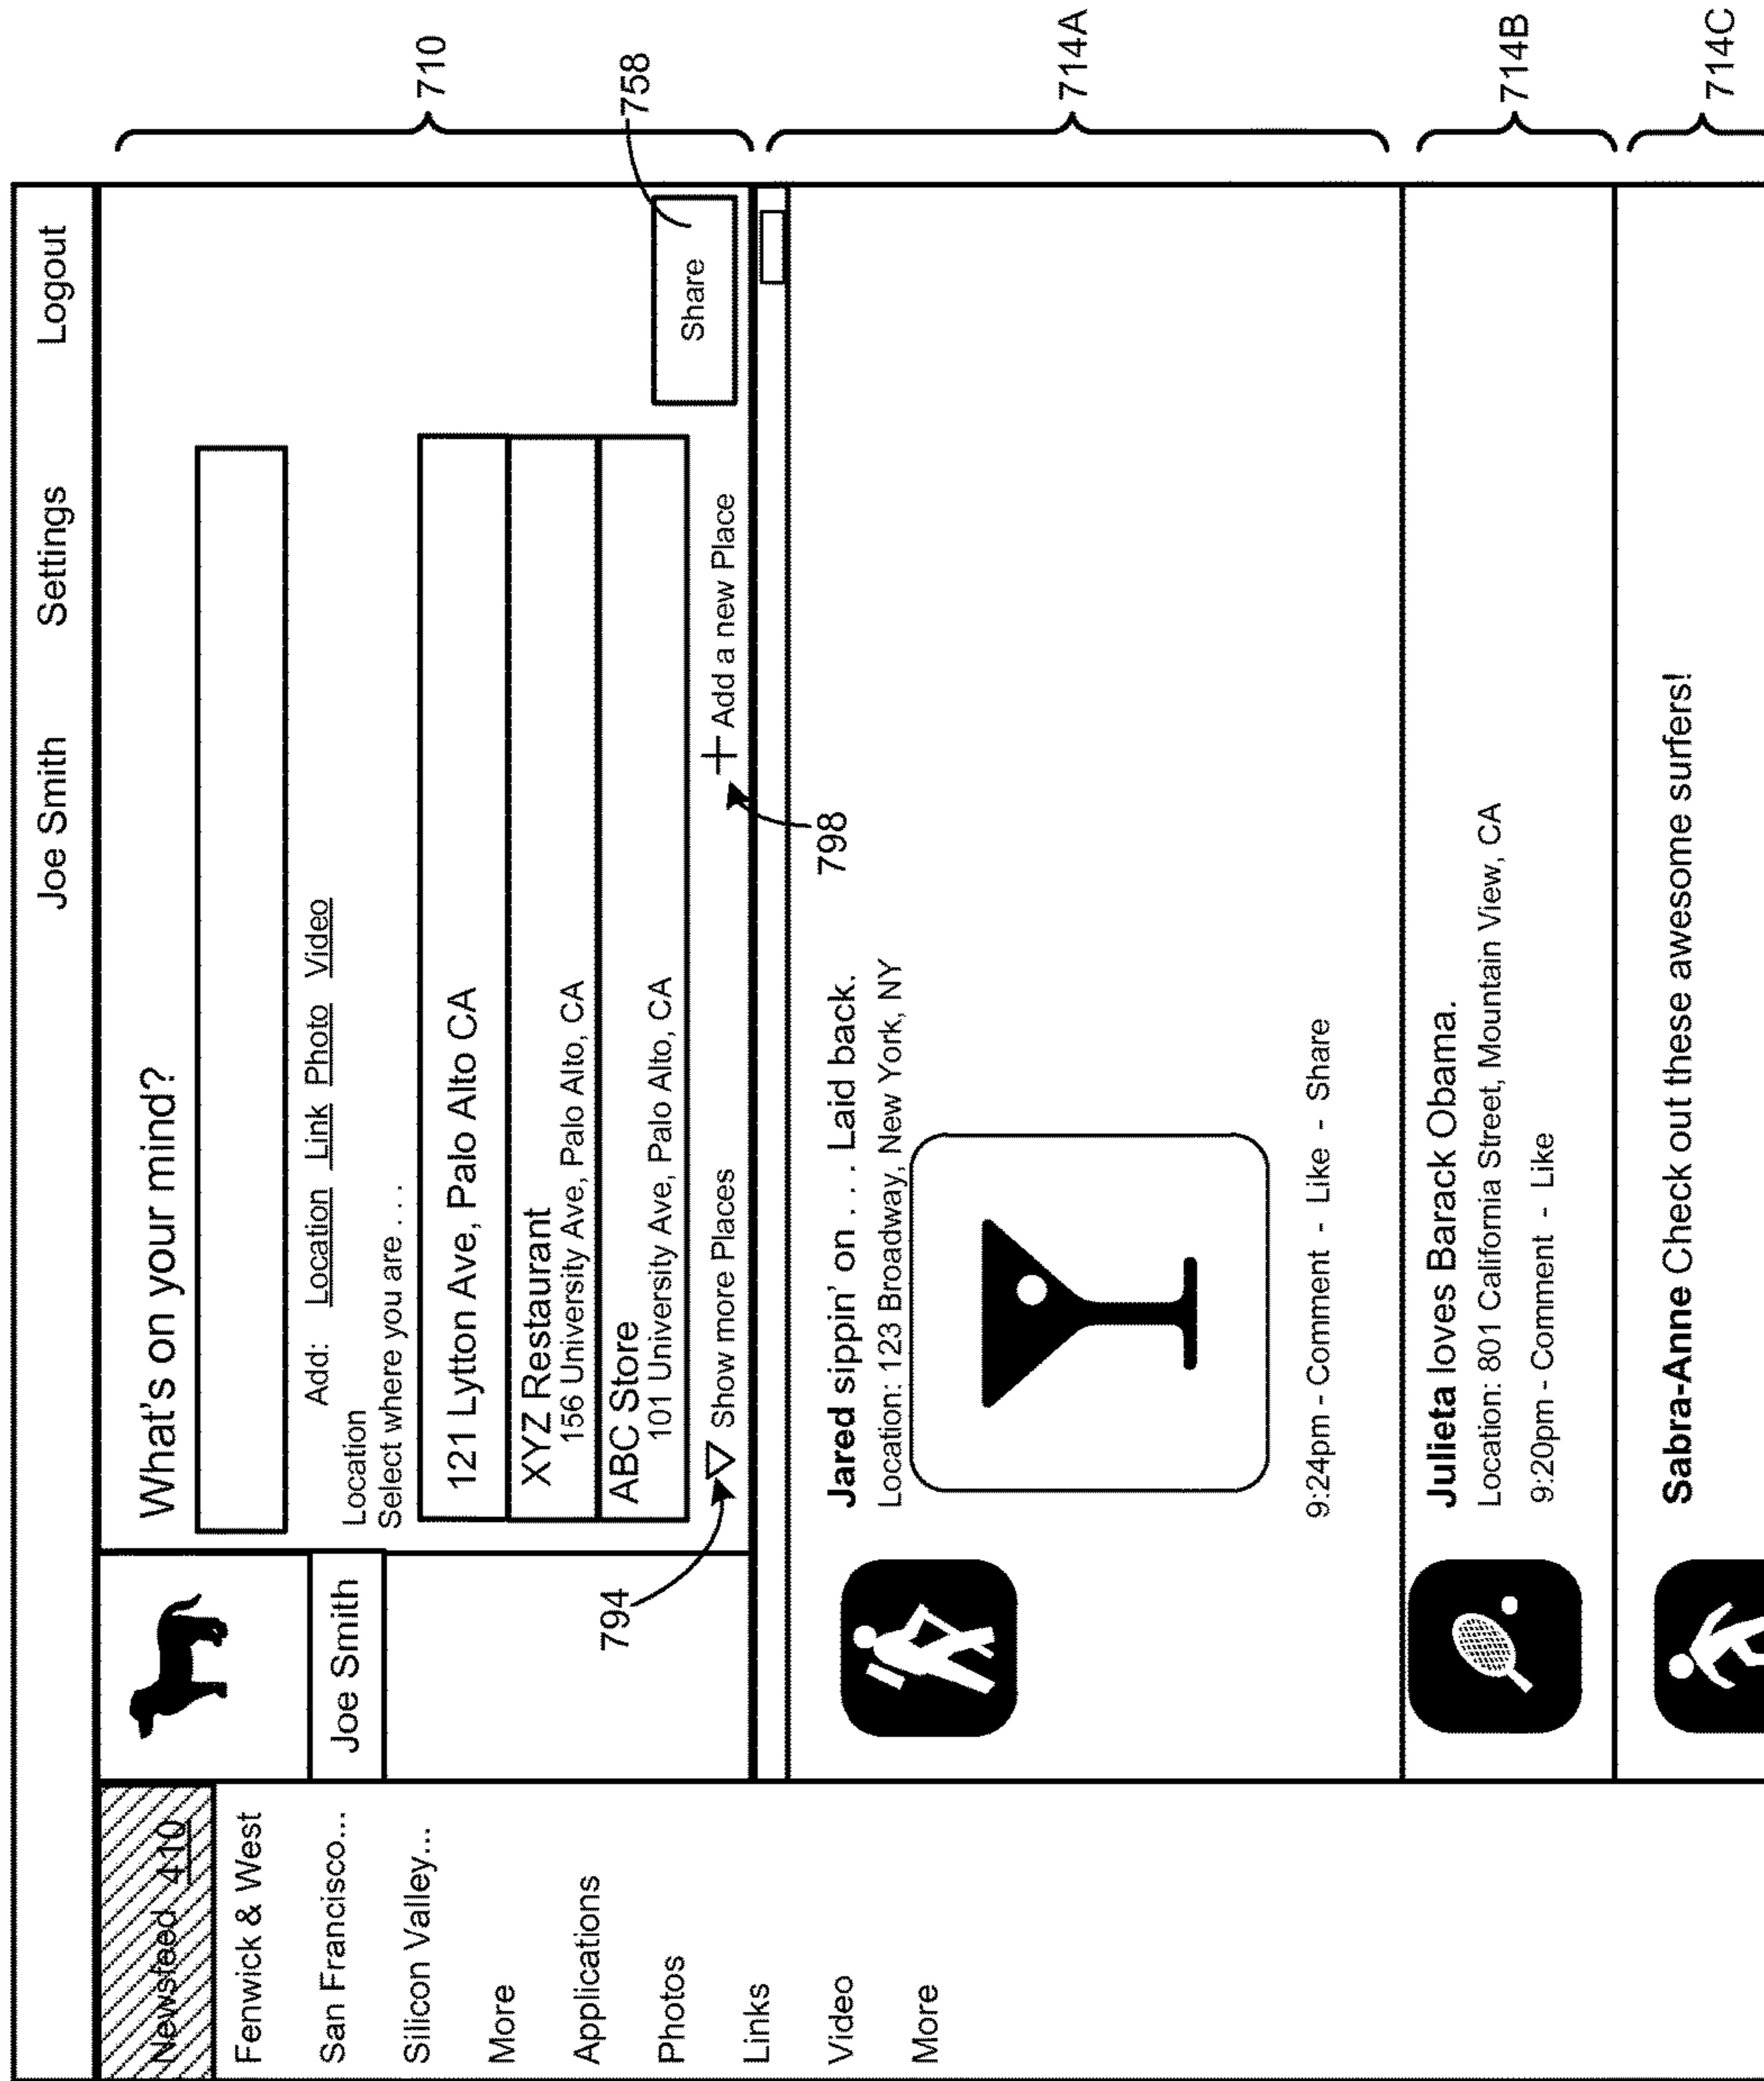 Joe Smith Settings Logout
Newsfeed 410
Fenwick & West
San Francisco...
Silicon Valley...
More
Applications
Photos
Links
Video
More
Joe Smith
What's on your mind?
Add: Location Link Photo Video
Location
Select where you are . . .
121 Lytton Ave, Palo Alto CA
XYZ Restaurant
156 University Ave, Palo Alto, CA
ABC Store
101 University Ave, Palo Alto, CA
Show more Places
Add a new Place
Share
710
758
794
798
Jared sippin' on . . . Laid back.
Location: 123 Broadway, New York, NY
9:24pm - Comment - Like - Share
714A
Julieta loves Barack Obama.
Location: 801 California Street, Mountain View, CA
9:20pm - Comment - Like
714B
Sabra-Anne Check out these awesome surfers!
714C